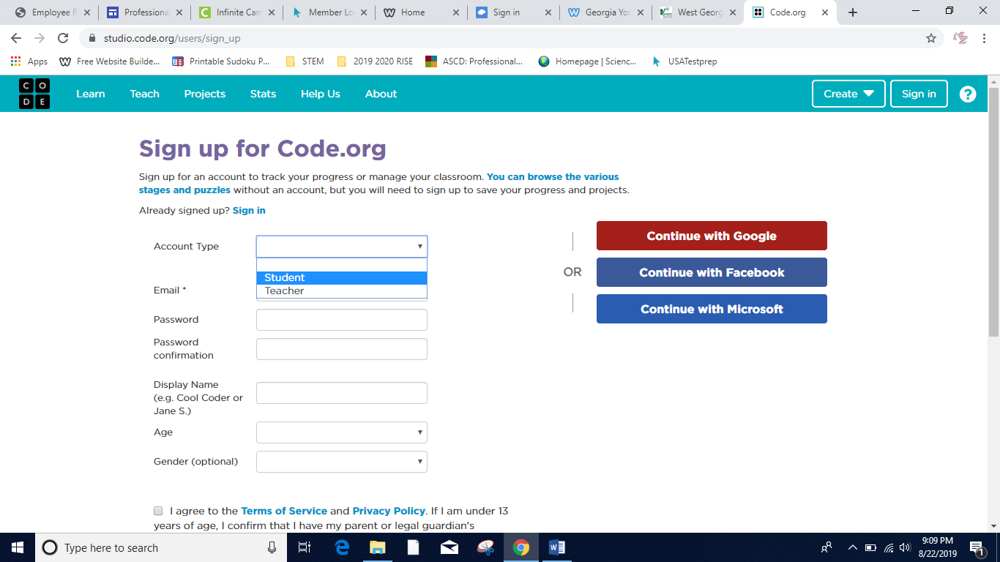 Employee R
Professiona
Infinite Cam
Member Lo
Home
Sign in
Georgia You
West Georg
Code.org
studio.code.org/users/sign_up
Apps
Free Website Builde...
Printable Sudoku P...
STEM
2019 2020 RISE
ASCD: Professional...
Homepage | Scienc...
USATestprep
C O
D E
Learn
Teach
Projects
Stats
Help Us
About
Create
Sign in
?
Sign up for Code.org
Sign up for an account to track your progress or manage your classroom. You can browse the various
stages and puzzles without an account, but you will need to sign up to save your progress and projects.
Already signed up? Sign in
Account Type
Student
Teacher
Email *
Password
Password
confirmation
Display Name
(e.g. Cool Coder or
Jane S.)
Age
Gender (optional)
OR
Continue with Google
Continue with Facebook
Continue with Microsoft
I agree to the Terms of Service and Privacy Policy. If I am under 13
years of age, I confirm that I have my parent or legal guardian's
Type here to search
9:09 PM
8/22/2019
1